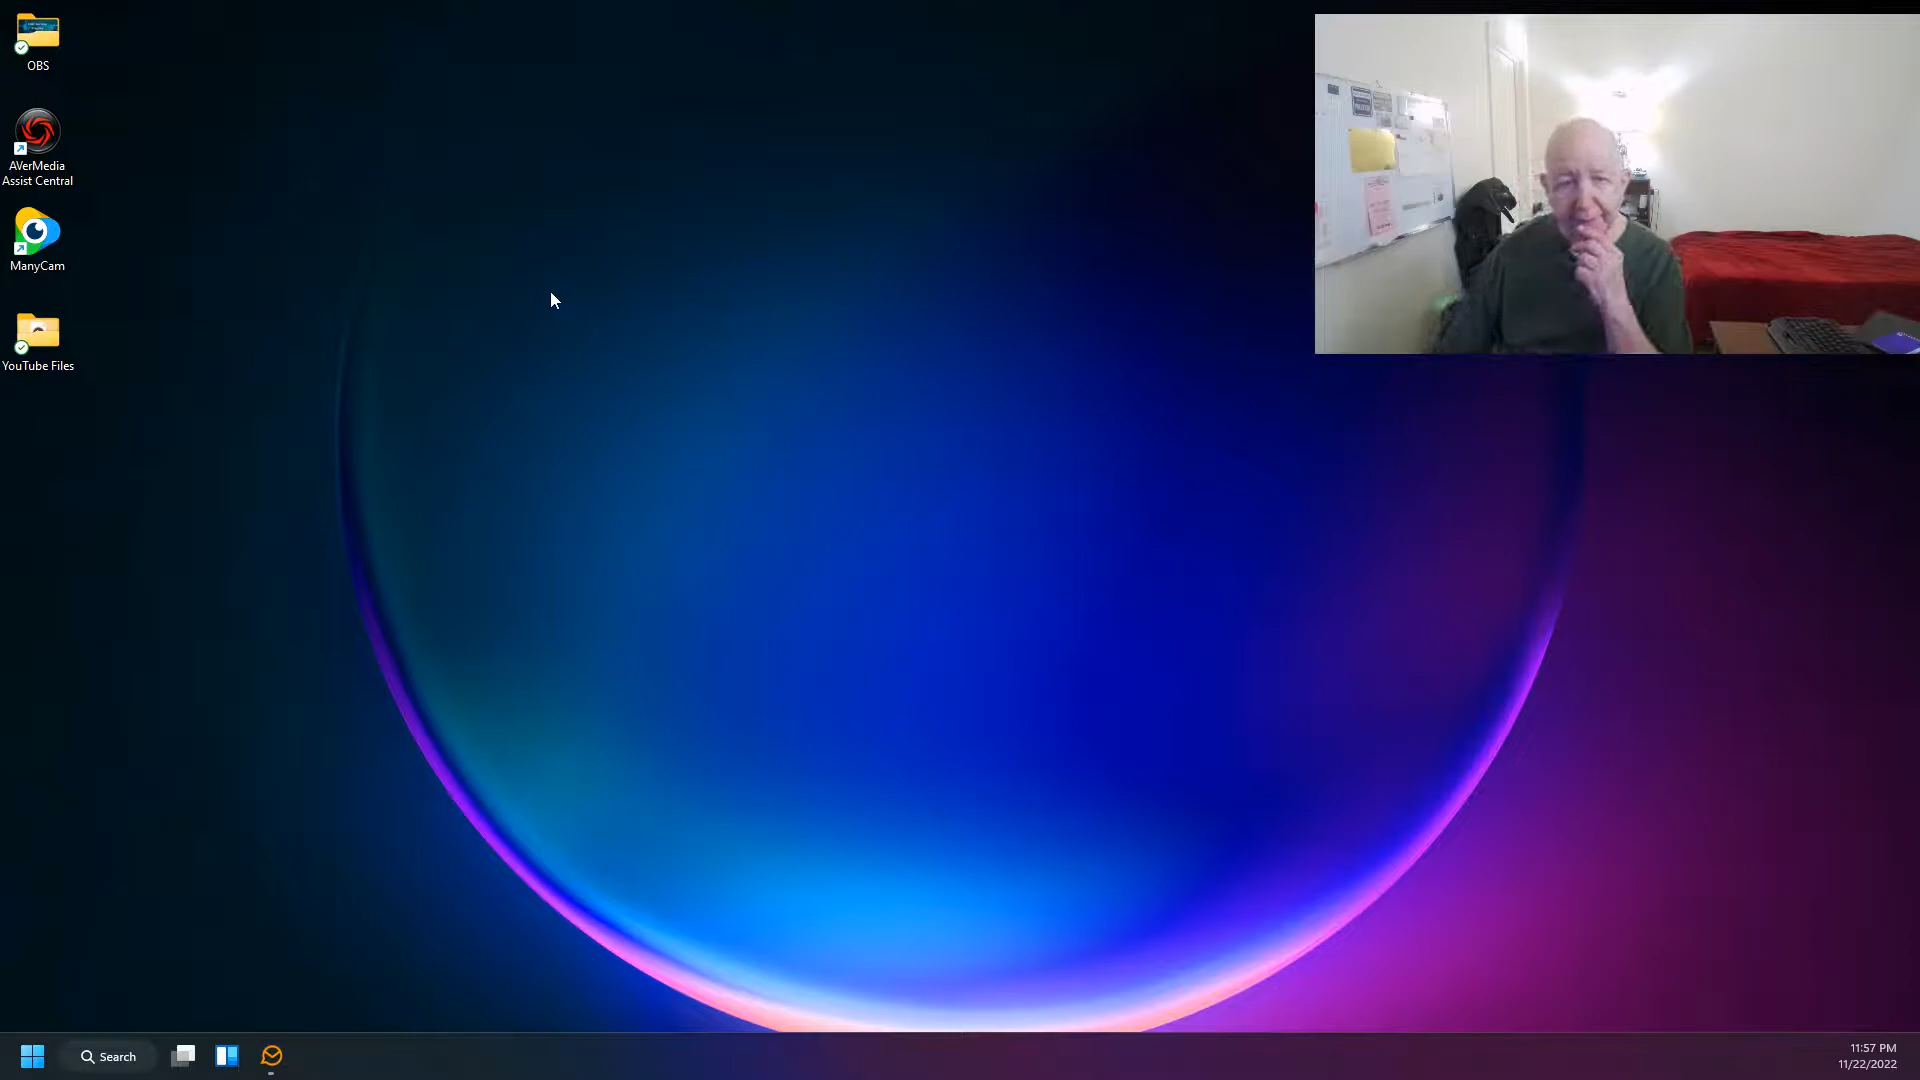 OBS
AVerMedia
Assist Central
ManyCam
YouTube Files
Search
11:57 PM
11/22/2022